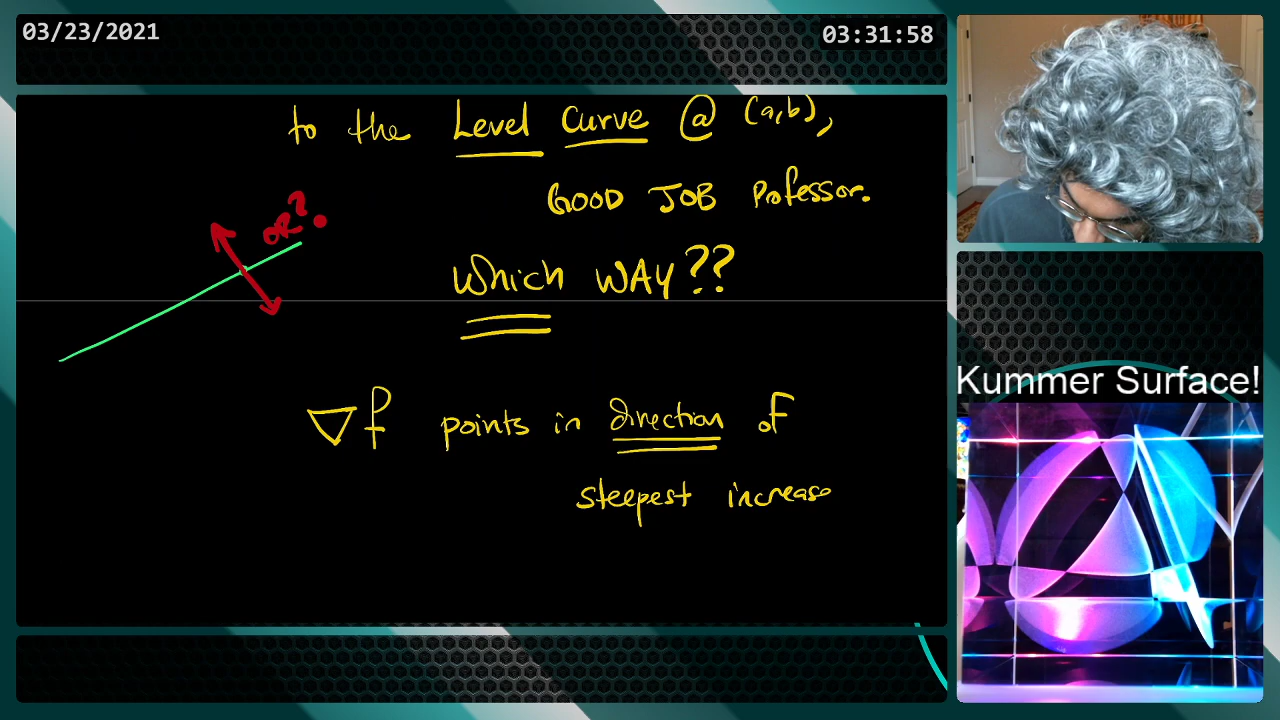 03/23/2021
03:31:58
to the Level Curve @ (a,b),
GOOD JOB Professor.
OR?
Which WAY??
Kummer Surface!
∇f points in direction of
steepest increase